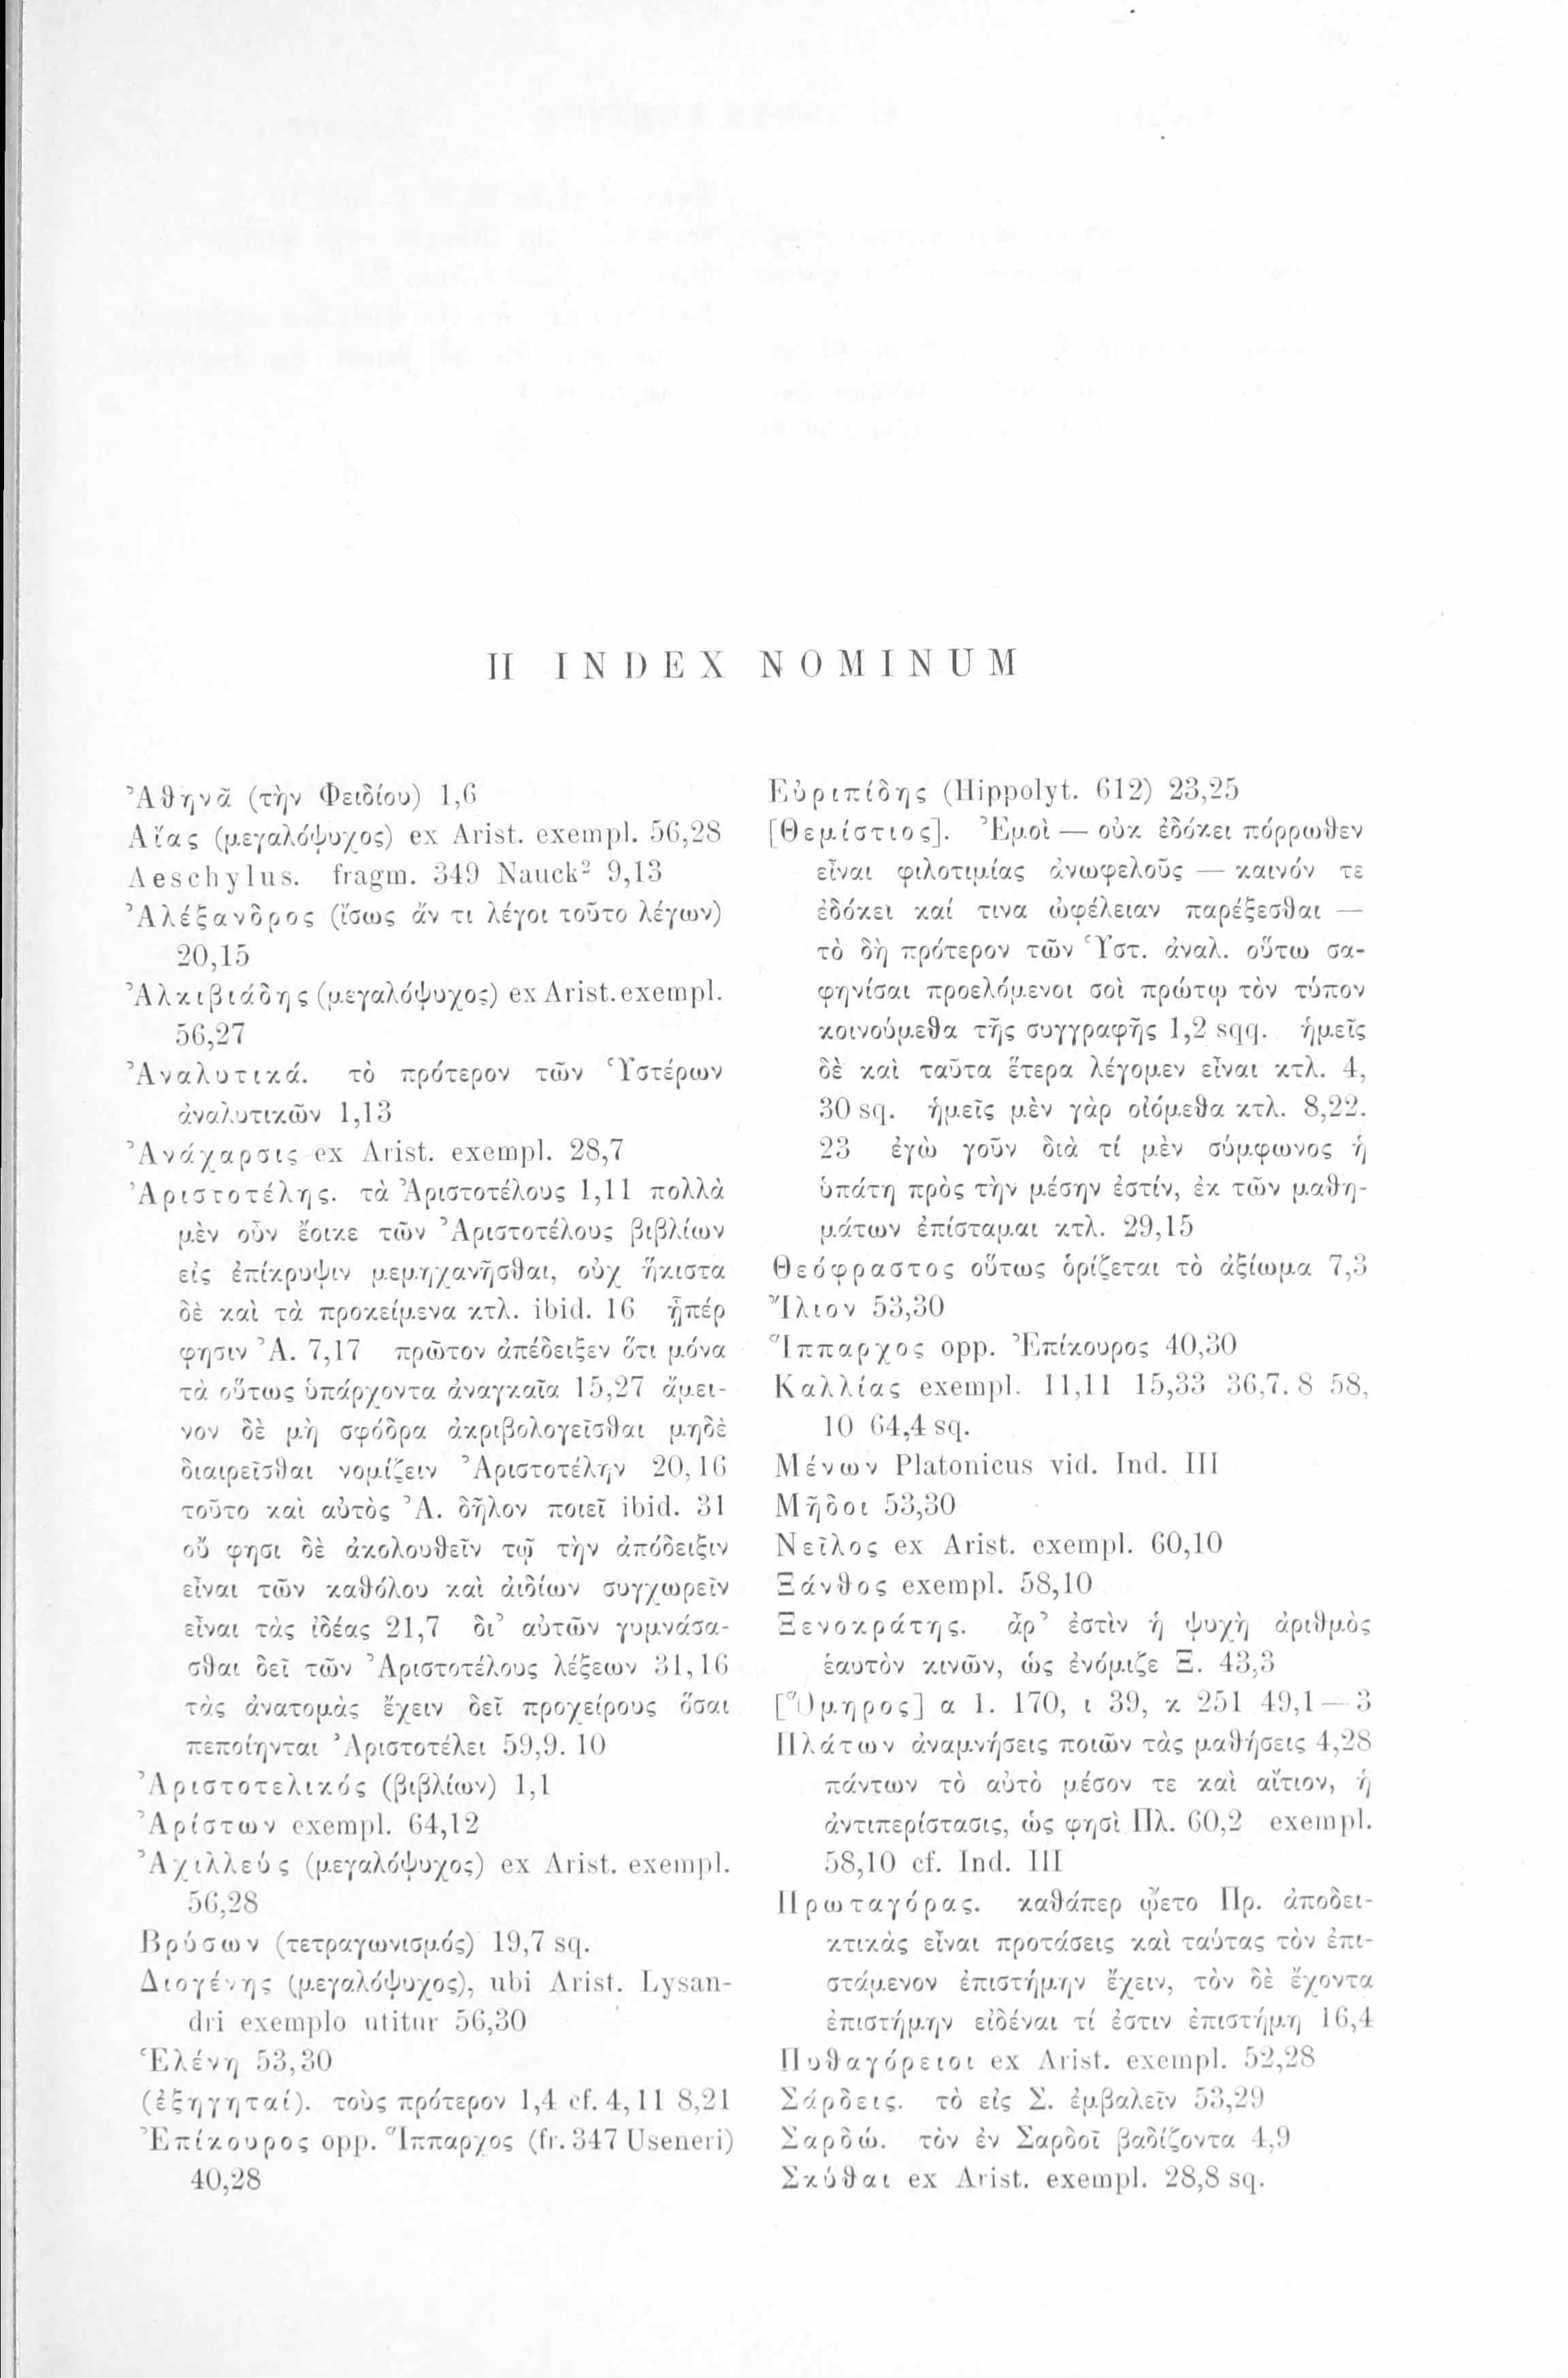 II INDEX NOMINUM
Ἀθηνᾶ (τὴν Φειδίου) 1,6
Αἴας (μεγαλόψυχος) ex Arist. exempl. 56,28
Aeschylus. fragm. 349 Nauck² 9,13
Ἀλέξανδρος (ἴσως ἄν τι λέγοι τοῦτο λέγων)
20,15
Ἀλκιβιάδης (μεγαλόψυχος) ex Arist. exempl.
56,27
Ἀναλυτικά. τὸ πρότερον τῶν Ὑστέρων
ἀναλυτικῶν 1,13
Ἀνάχαρσις ex Arist. exempl. 28,7
Ἀριστοτέλης. τὰ Ἀριστοτέλους 1,11 πολλὰ
μὲν οὖν ἔοικε τῶν Ἀριστοτέλους βιβλίων
εἰς ἐπίκρυψιν μεμηχανῆσθαι, οὐχ ἥκιστα
δὲ καὶ τὰ προκείμενα κτλ. ibid. 16 ᾗπέρ
φησιν Ἀ. 7,17 πρῶτον ἀπέδειξεν ὅτι μόνα
τὰ οὕτως ὑπάρχοντα ἀναγκαῖα 15,27 ἄμει-
νον δὲ μὴ σφόδρα ἀκριβολογεῖσθαι μηδὲ
διαιρεῖσθαι νομίζειν Ἀριστοτέλην 20,16
τοῦτο καὶ αὐτὸς Ἀ. δῆλον ποιεῖ ibid. 31
οὔ φησι δὲ ἀκολουθεῖν τῷ τὴν ἀπόδειξιν
εἶναι τῶν καθόλου καὶ ἀιδίων συγχωρεῖν
εἶναι τὰς ἰδέας 21,7 δι’ αὐτῶν γυμνάσα-
σθαι δεῖ τῶν Ἀριστοτέλους λέξεων 31,16
τὰς ἀνατομὰς ἔχειν δεῖ προχείρους ὅσαι
πεποίηνται Ἀριστοτέλει 59,9. 10
Ἀριστοτελικός (βιβλίων) 1,1
Ἀρίστων exempl. 64,12
Ἀχιλλεύς (μεγαλόψυχος) ex Arist. exempl.
56,28
Βρύσων (τετραγωνισμός) 19,7 sq.
Διογένης (μεγαλόψυχος), ubi Arist. Lysan-
dri exemplo utitur 56,30
Ἑλένη 53,30
(ἐξηγηταί). τοὺς πρότερον 1,4 cf. 4,11 8,21
Ἐπίκουρος opp. Ἵππαρχος (fr. 347 Useneri)
40,28
Εὐριπίδης (Hippolyt. 612) 23,25
[Θεμίστιος]. Ἐμοὶ — οὐκ ἐδόκει πόρρωθεν
εἶναι φιλοτιμίας ἀνωφελοῦς — καινόν τε
ἐδόκει καί τινα ὠφέλειαν παρέξεσθαι —
τὸ δὴ πρότερον τῶν Ὑστ. ἀναλ. οὕτω σα-
φηνίσαι προελόμενοι σοὶ πρώτῳ τὸν τύπον
κοινούμεθα τῆς συγγραφῆς 1,2 sqq. ἡμεῖς
δὲ καὶ ταῦτα ἕτερα λέγομεν εἶναι κτλ. 4,
30 sq. ἡμεῖς μὲν γὰρ οἰόμεθα κτλ. 8,22.
23 ἐγὼ γοῦν διὰ τί μὲν σύμφωνος ἡ
ὑπάτη πρὸς τὴν μέσην ἐστίν, ἐκ τῶν μαθη-
μάτων ἐπίσταμαι κτλ. 29,15
Θεόφραστος οὕτως ὁρίζεται τὸ ἀξίωμα 7,3
Ἴλιον 53,30
Ἵππαρχος opp. Ἐπίκουρος 40,30
Καλλίας exempl. 11,11 15,33 36,7. 8 58,
10 64,4 sq.
Μένων Platonicus vid. Ind. III
Μῆδοι 53,30
Νεῖλος ex Arist. exempl. 60,10
Ξάνθος exempl. 58,10
Ξενοκράτης. ἆρ’ ἐστὶν ἡ ψυχὴ ἀριθμὸς
ἑαυτὸν κινῶν, ὡς ἐνόμιζε Ξ. 43,3
[Ὅμηρος] α 1. 170, ι 39, κ 251 49,1—3
Πλάτων ἀναμνήσεις ποιῶν τὰς μαθήσεις 4,28
πάντων τὸ αὐτὸ μέσον τε καὶ αἴτιον, ἡ
ἀντιπερίστασις, ὥς φησὶ Πλ. 60,2 exempl.
58,10 cf. Ind. III
Πρωταγόρας. καθάπερ ᾤετο Πρ. ἀποδει-
κτικὰς εἶναι προτάσεις καὶ ταύτας τὸν ἐπι-
στάμενον ἐπιστήμην ἔχειν, τὸν δὲ ἔχοντα
ἐπιστήμην εἰδέναι τί ἐστιν ἐπιστήμη 16,4
Πυθαγόρειοι ex Arist. exempl. 52,28
Σάρδεις. τὸ εἰς Σ. ἐμβαλεῖν 53,29
Σαρδώ. τὸν ἐν Σαρδοῖ βαδίζοντα 4,9
Σκύθαι ex Arist. exempl. 28,8 sq.